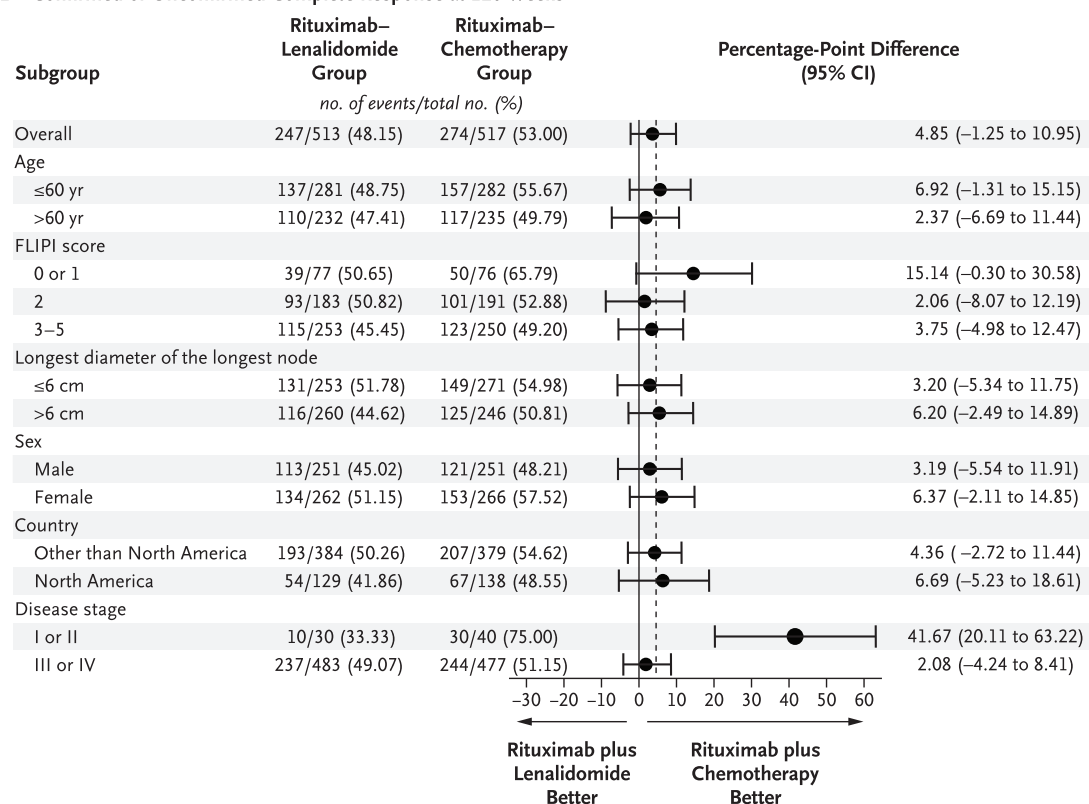 Rituximab–
Lenalidomide
Group
Rituximab–
Chemotherapy
Group
Percentage-Point Difference
(95% CI)
Subgroup
no. of events/total no. (%)
Overall 247/513 (48.15) 274/517 (53.00) 4.85 (–1.25 to 10.95)
Age
≤60 yr 137/281 (48.75) 157/282 (55.67) 6.92 (–1.31 to 15.15)
>60 yr 110/232 (47.41) 117/235 (49.79) 2.37 (–6.69 to 11.44)
FLIPI score
0 or 1 39/77 (50.65) 50/76 (65.79) 15.14 (–0.30 to 30.58)
2 93/183 (50.82) 101/191 (52.88) 2.06 (–8.07 to 12.19)
3–5 115/253 (45.45) 123/250 (49.20) 3.75 (–4.98 to 12.47)
Longest diameter of the longest node
≤6 cm 131/253 (51.78) 149/271 (54.98) 3.20 (–5.34 to 11.75)
>6 cm 116/260 (44.62) 125/246 (50.81) 6.20 (–2.49 to 14.89)
Sex
Male 113/251 (45.02) 121/251 (48.21) 3.19 (–5.54 to 11.91)
Female 134/262 (51.15) 153/266 (57.52) 6.37 (–2.11 to 14.85)
Country
Other than North America 193/384 (50.26) 207/379 (54.62) 4.36 ( –2.72 to 11.44)
North America 54/129 (41.86) 67/138 (48.55) 6.69 (–5.23 to 18.61)
Disease stage
I or II 10/30 (33.33) 30/40 (75.00) 41.67 (20.11 to 63.22)
III or IV 237/483 (49.07) 244/477 (51.15) 2.08 (–4.24 to 8.41)
–30 –20 –10 0 10 20 30 40 50 60
Rituximab plus
Lenalidomide
Better
Rituximab plus
Chemotherapy
Better